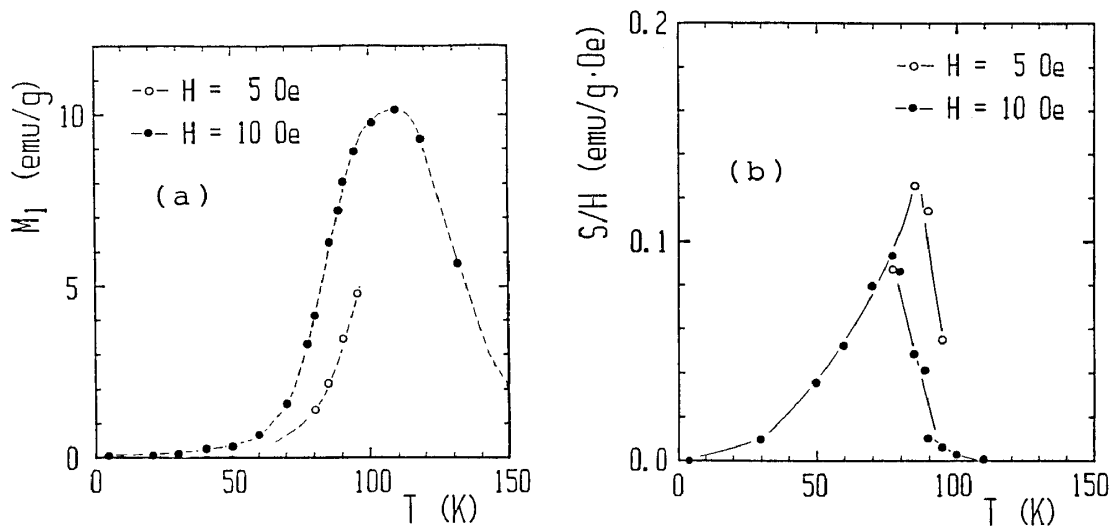 M₁ (emu/g)
10
5
0
H = 5 Oe
H = 10 Oe
(a)
0 50 100 150
T (K)
S/H (emu/g·Oe)
0.2
0.1
0.0
H = 5 Oe
H = 10 Oe
(b)
0 50 100 150
T (K)